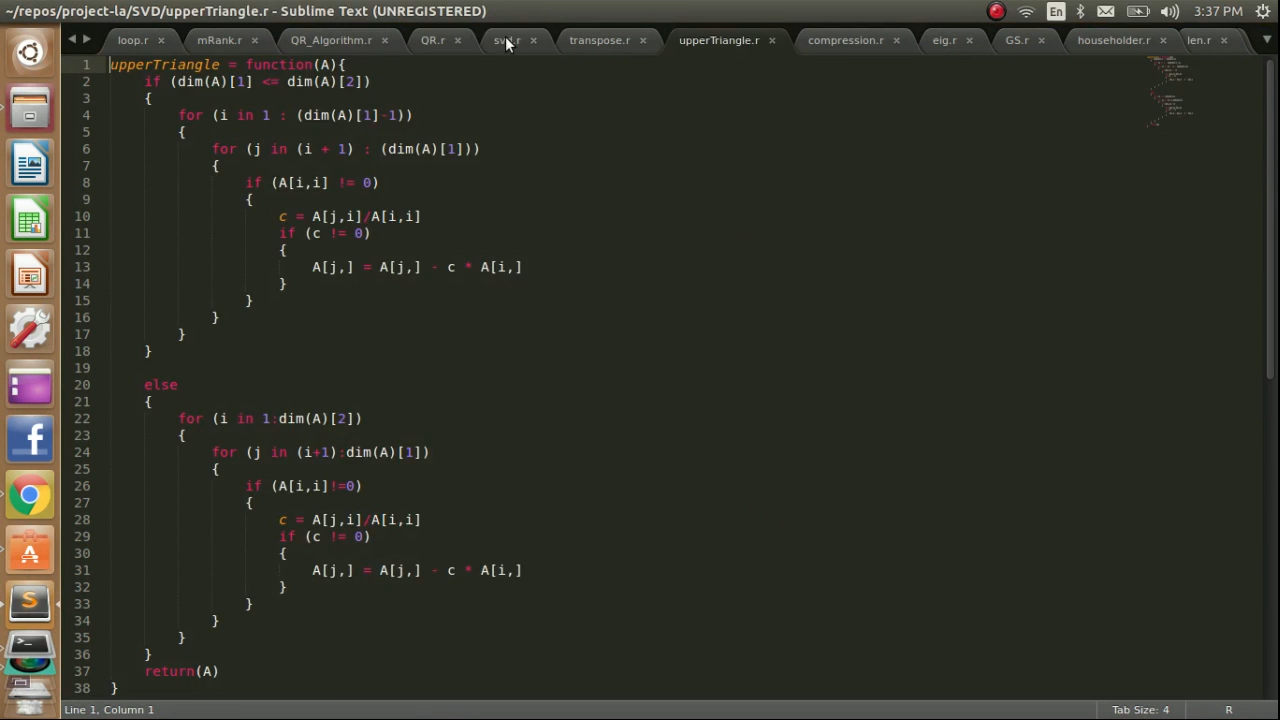 ~/repos/project-la/SVD/upperTriangle.r - Sublime Text (UNREGISTERED)
En
3:37 PM
loop.r × mRank.r × QR_Algorithm.r × QR.r × svd.r × transpose.r × upperTriangle.r × compression.r × eig.r × GS.r × householder.r × len.r ×
1 upperTriangle = function(A){
2 if (dim(A)[1] <= dim(A)[2])
3 {
4 for (i in 1 : (dim(A)[1]-1))
5 {
6 for (j in (i + 1) : (dim(A)[1]))
7 {
8 if (A[i,i] != 0)
9 {
10 c = A[j,i]/A[i,i]
11 if (c != 0)
12 {
13 A[j,] = A[j,] - c * A[i,]
14 }
15 }
16 }
17 }
18 }
19
20 else
21 {
22 for (i in 1:dim(A)[2])
23 {
24 for (j in (i+1):dim(A)[1])
25 {
26 if (A[i,i]!=0)
27 {
28 c = A[j,i]/A[i,i]
29 if (c != 0)
30 {
31 A[j,] = A[j,] - c * A[i,]
32 }
33 }
34 }
35 }
36 }
37 return(A)
38 }
Line 1, Column 1
Tab Size: 4
R